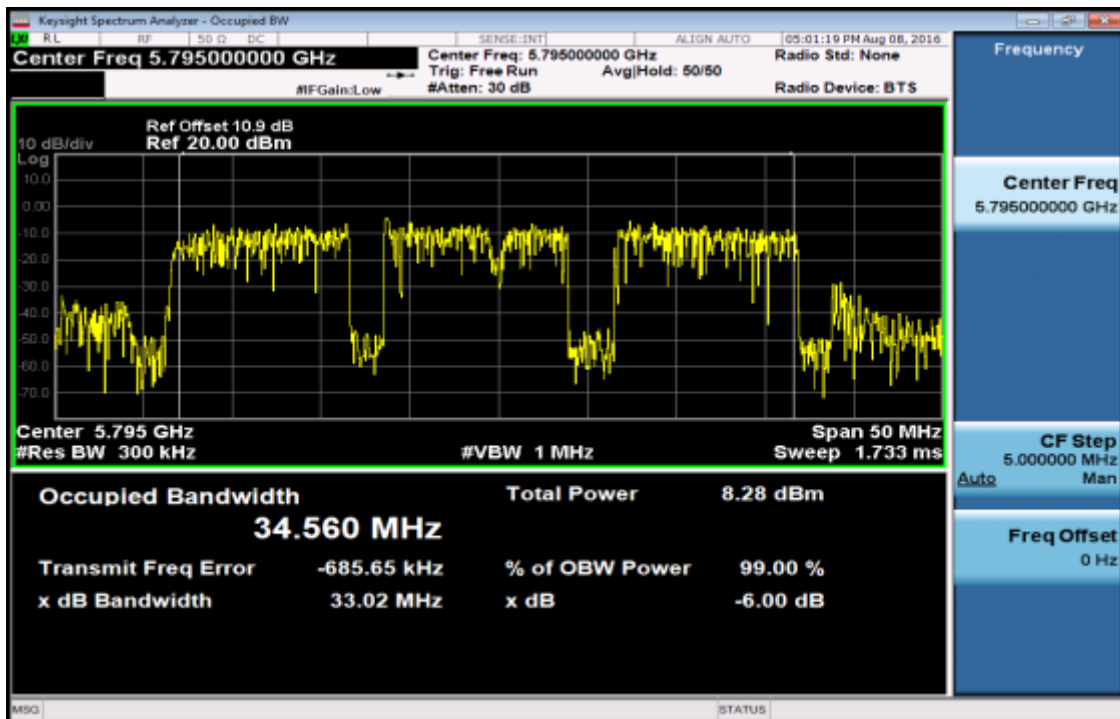 Keysight Spectrum Analyzer - Occupied BW
LXI RL RF 50 Ω DC SENSE:INT ALIGN AUTO 05:01:19 PM Aug 08, 2016
Center Freq 5.795000000 GHz
Center Freq: 5.795000000 GHz Radio Std: None
Trig: Free Run Avg|Hold: 50/50
#IFGain:Low #Atten: 30 dB Radio Device: BTS
Ref Offset 10.9 dB
10 dB/div Ref 20.00 dBm
Log
10.0
0.00
-10.0
-20.0
-30.0
-40.0
-50.0
-60.0
-70.0
Center 5.795 GHz Span 50 MHz
#Res BW 300 kHz #VBW 1 MHz Sweep 1.733 ms
Occupied Bandwidth Total Power 8.28 dBm
34.560 MHz
Transmit Freq Error -685.65 kHz % of OBW Power 99.00 %
x dB Bandwidth 33.02 MHz x dB -6.00 dB
MSG STATUS
Frequency
Center Freq
5.795000000 GHz
CF Step
5.000000 MHz
Auto Man
Freq Offset
0 Hz